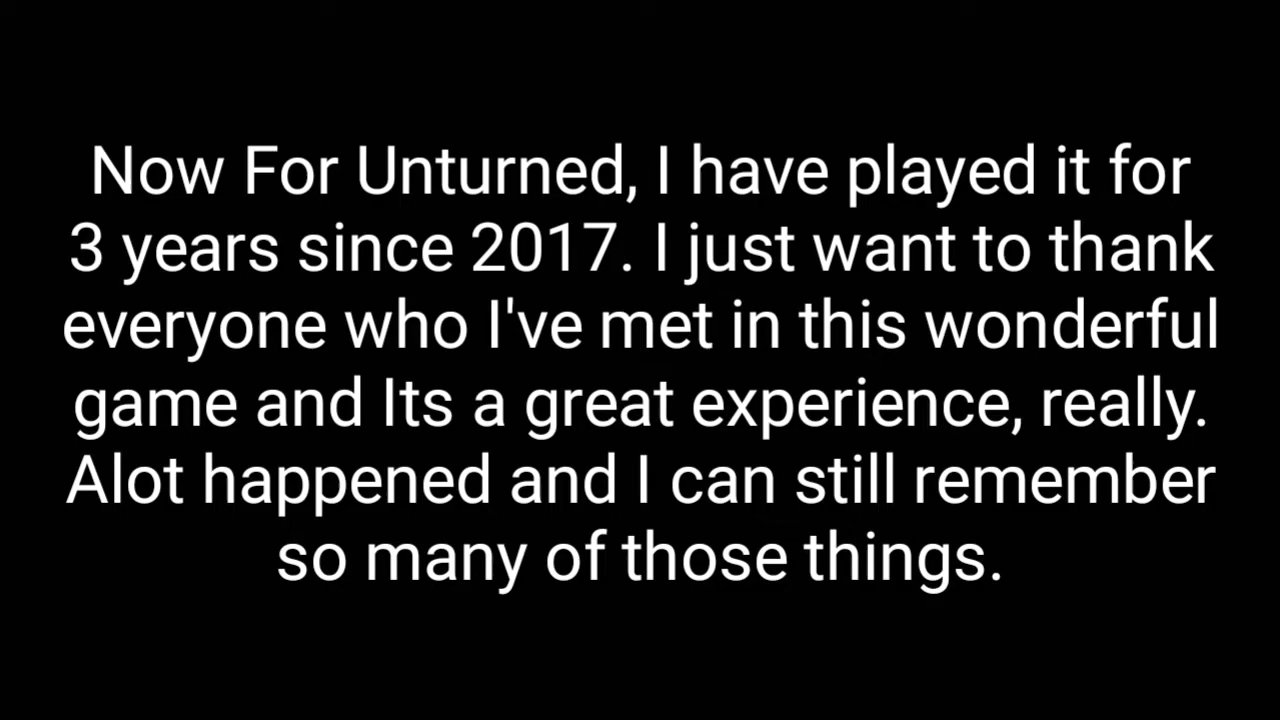 Now For Unturned, I have played it for
3 years since 2017. I just want to thank
everyone who I've met in this wonderful
game and Its a great experience, really.
Alot happened and I can still remember
so many of those things.